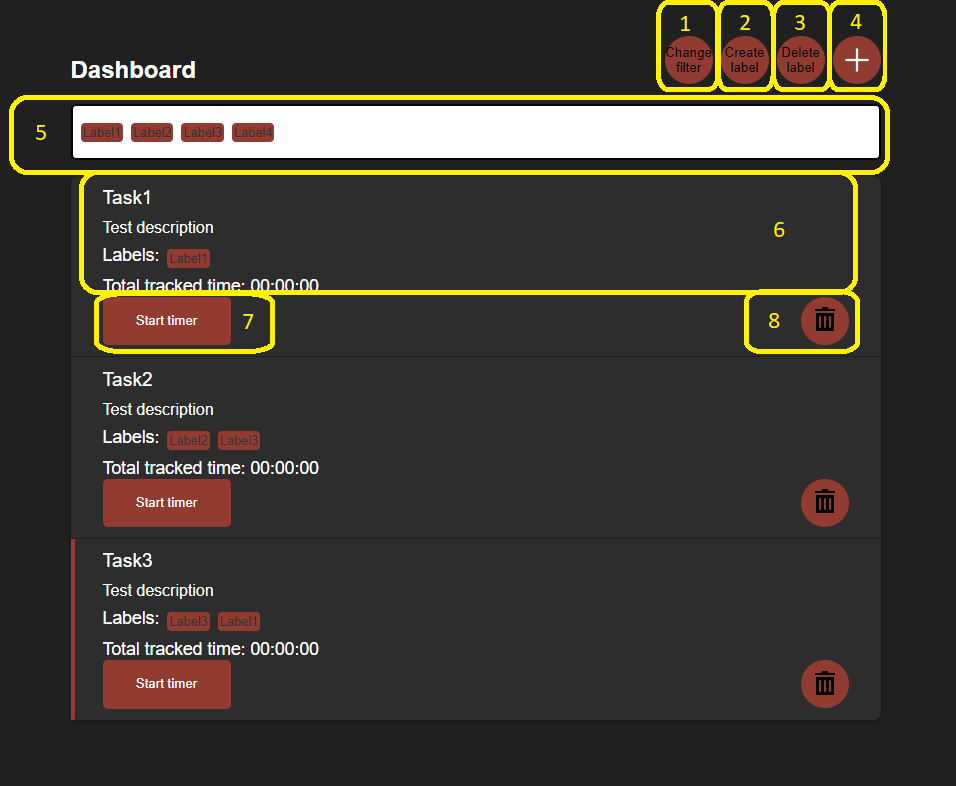 1 2 3 4
Change filter
Create label
Delete label
Dashboard
5
Label1 Label2 Label3 Label4
Task1
Test description
6
Labels: Label1
Total tracked time: 00:00:00
Start timer 7 8
Task2
Test description
Labels: Label2 Label3
Total tracked time: 00:00:00
Start timer
Task3
Test description
Labels: Label3 Label1
Total tracked time: 00:00:00
Start timer